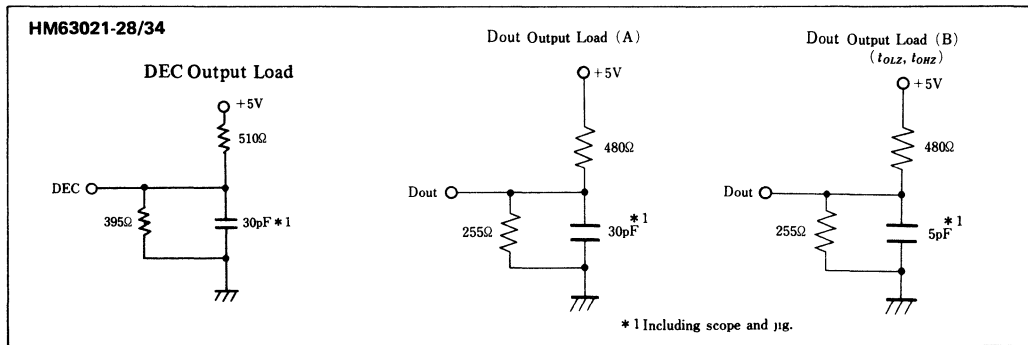 HM63021-28/34
DEC Output Load
+5V
510Ω
DEC
395Ω
30pF *1
Dout Output Load (A)
+5V
480Ω
Dout
255Ω
30pF *1
Dout Output Load (B)
(tOLZ, tOHZ)
+5V
480Ω
Dout
255Ω
5pF *1
*1 Including scope and jig.